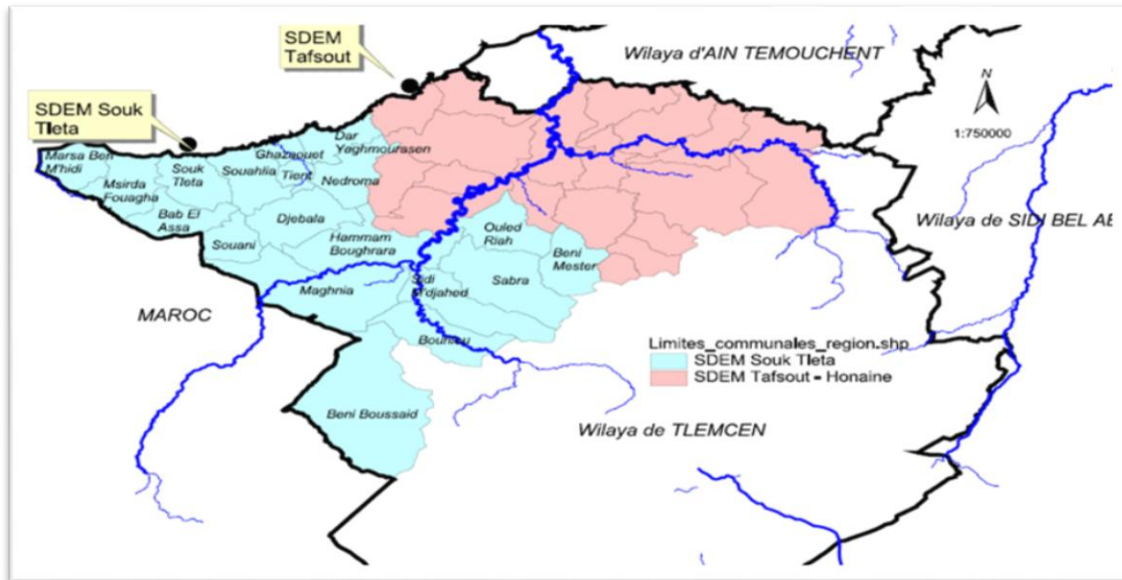 SDEM
Tafsout
Wilaya d'AIN TEMOUCHENT
N
1:750000
SDEM Souk
Tleta
Marsa Ben
M'hidi
Msirda
Fouagha
Souk
Tleta
Souahlia
Ghazaouet
Tient
Dar
Yaghmourasen
Nedroma
Bab El
Assa
Djebala
Souani
Hammam
Boughrara
Ouled
Riah
Beni
Mester
Wilaya de SIDI BEL AB
Maghnia
Sidi
M'djahed
Sabra
MAROC
Bouhlou
Limites_communales_region.shp
SDEM Souk Tleta
SDEM Tafsout - Honaine
Beni Boussaid
Wilaya de TLEMCEN